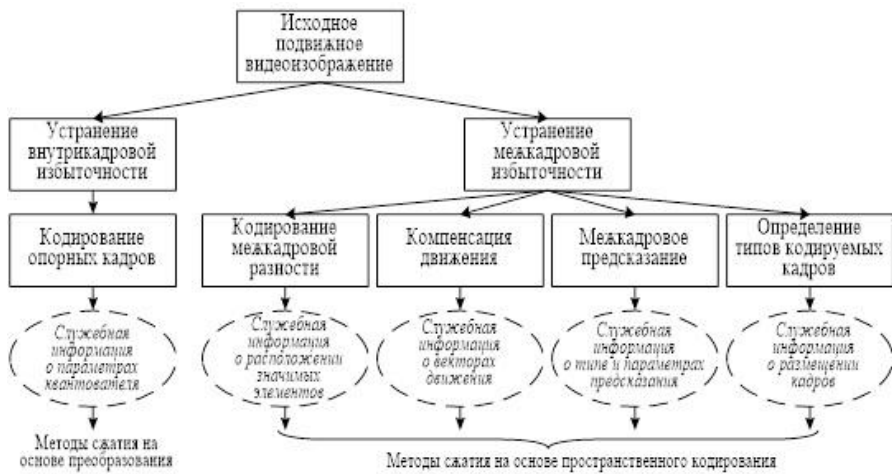 Исходное
подвижное
видеоизображение
Устранение
внутрикадровой
избыточности
Устранение
межкадровой
избыточности
Кодирование
опорных кадров
Кодирование
межкадровой
разности
Компенсация
движения
Межкадровое
предсказание
Определение
типов кодируемых
кадров
Служебная
информация
о параметрах
квантователя
Служебная
информация
о расположении
значимых
элементов
Служебная
информация
о векторах
движения
Служебная
информация
о типе и параметрах
предсказания
Служебная
информация
о размещении
кадров
Методы сжатия на
основе преобразования
Методы сжатия на основе пространственного кодирования